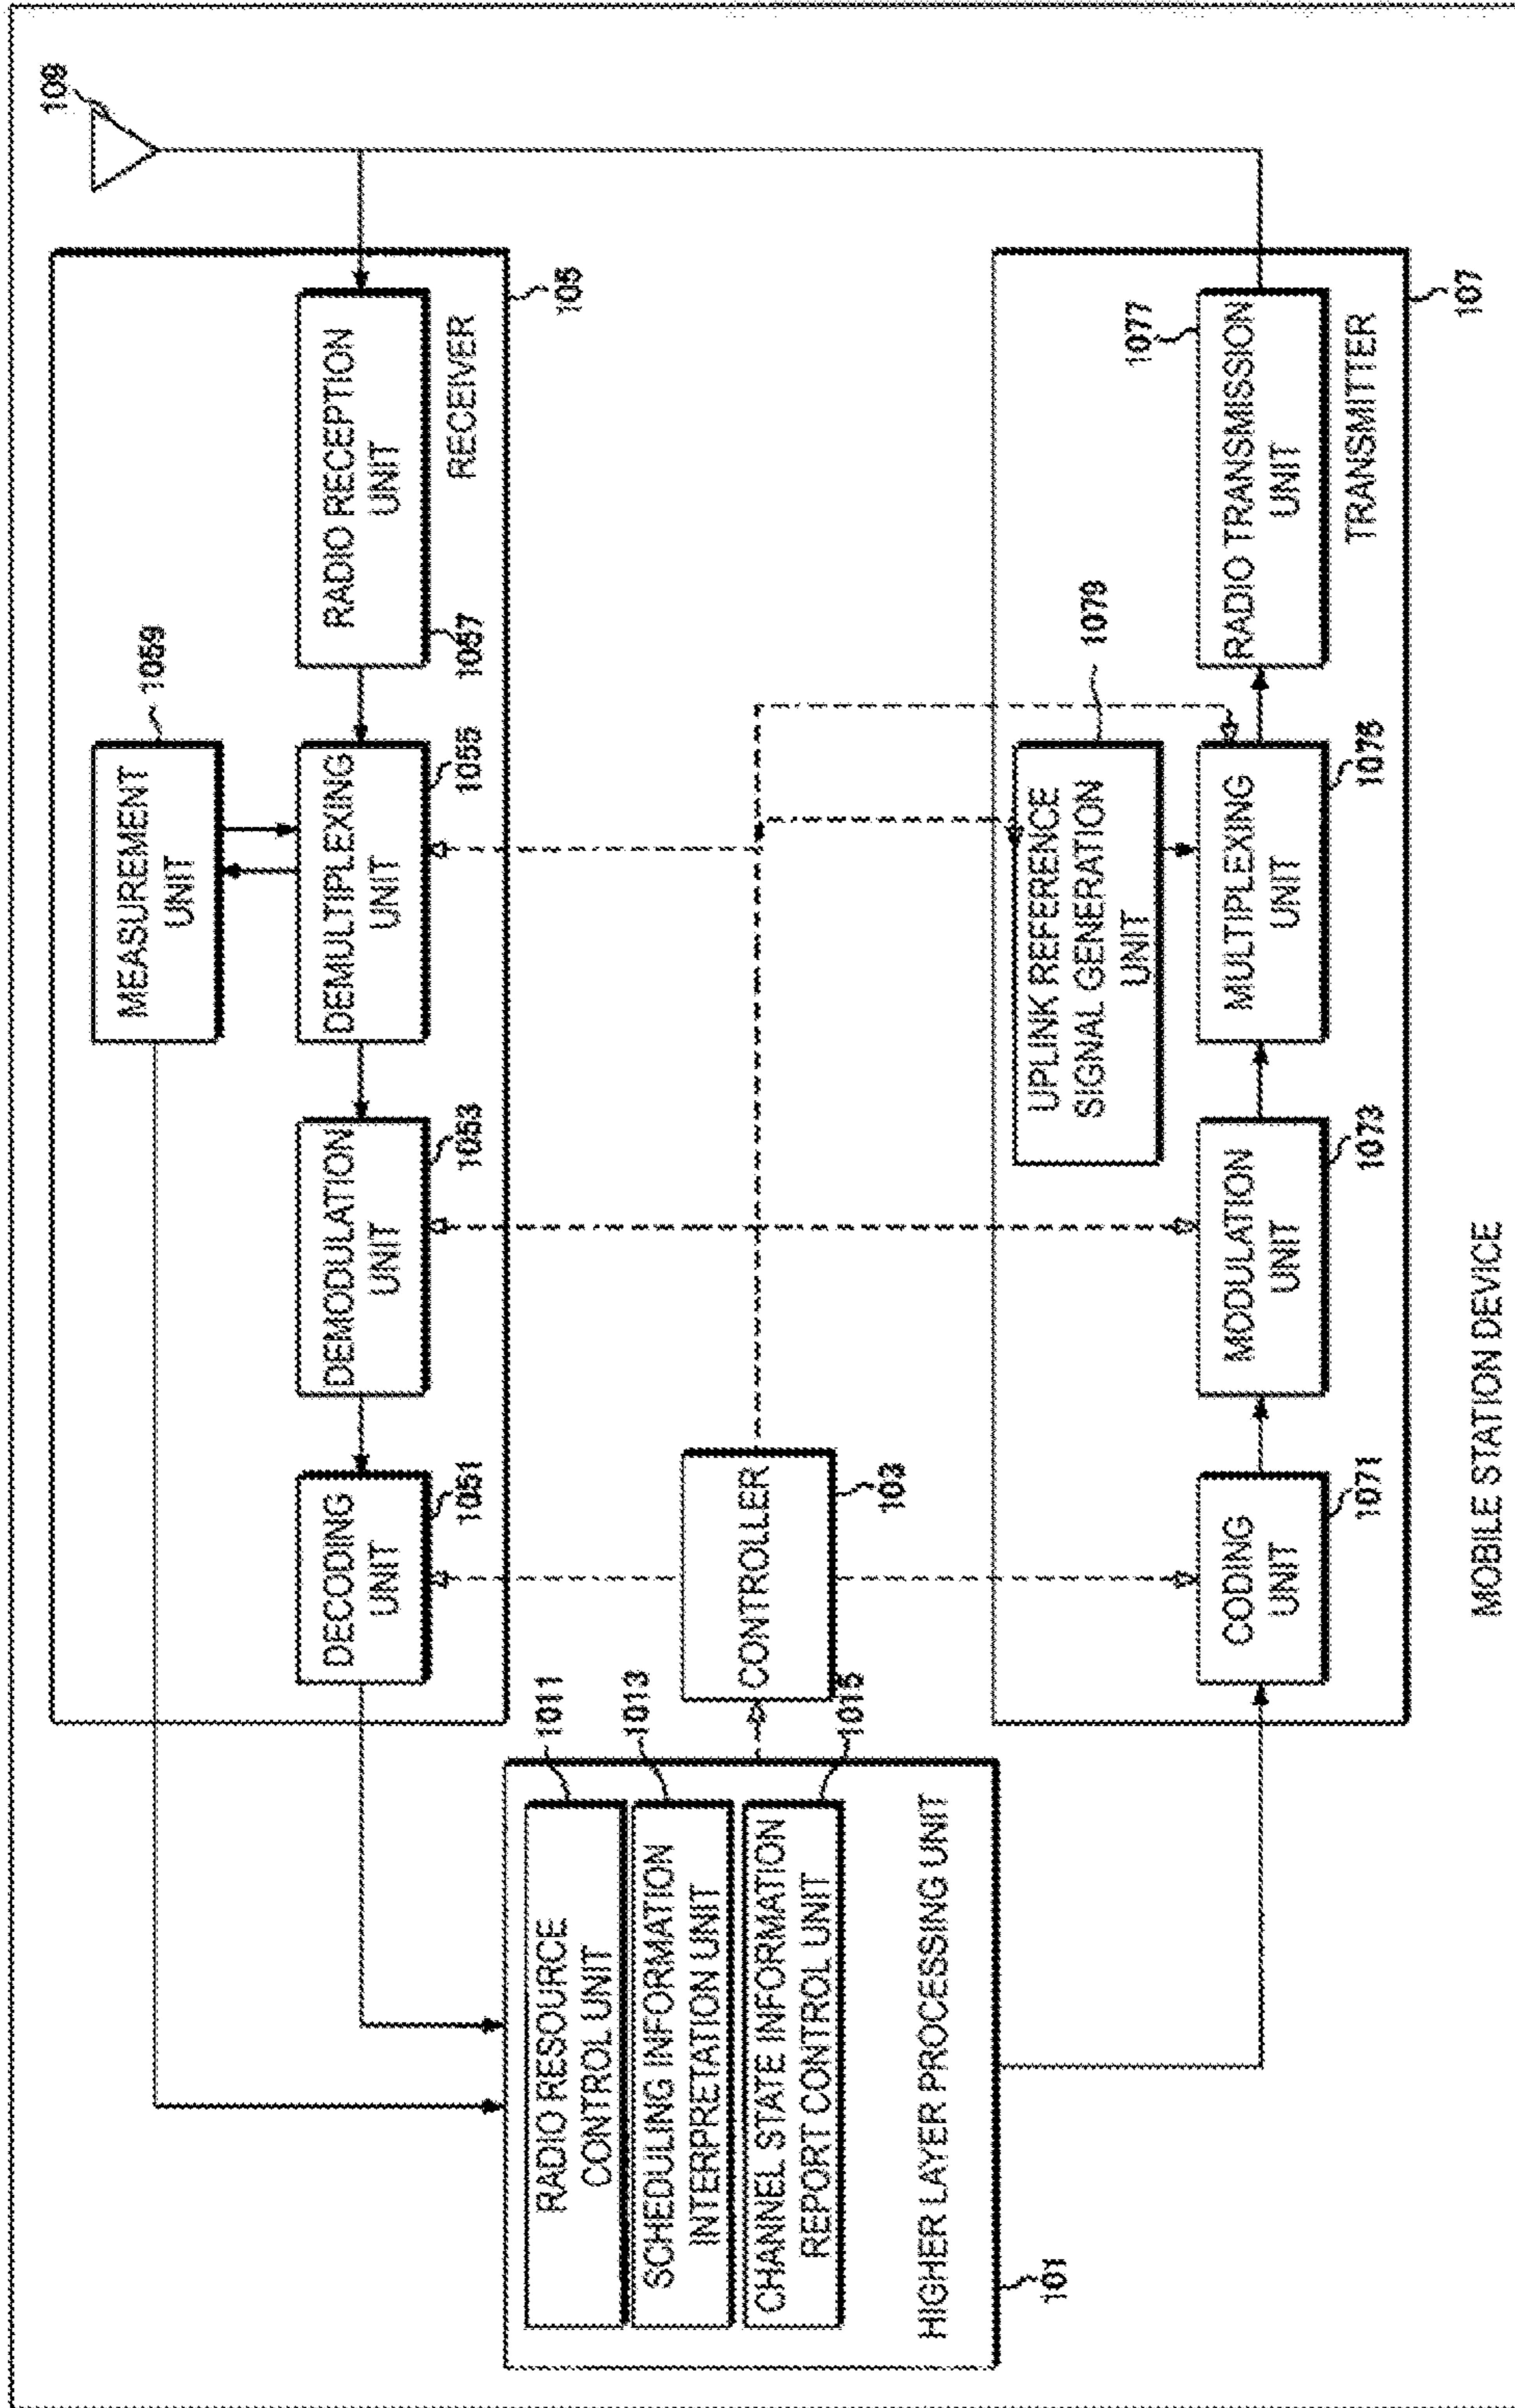 109
MEASUREMENT
UNIT
1059
DECODING
UNIT
1051
DEMODULATION
UNIT
1053
DEMULTIPLEXING
UNIT
1055
RADIO RECEPTION
UNIT
1057
RECEIVER
105
RADIO RESOURCE
CONTROL UNIT
1011
SCHEDULING INFORMATION
INTERPRETATION UNIT
1013
CHANNEL STATE INFORMATION
REPORT CONTROL UNIT
1015
HIGHER LAYER PROCESSING UNIT
101
CONTROLLER
103
UPLINK REFERENCE
SIGNAL GENERATION
UNIT
1079
CODING
UNIT
1071
MODULATION
UNIT
1073
MULTIPLEXING
UNIT
1075
RADIO TRANSMISSION
UNIT
1077
TRANSMITTER
107
MOBILE STATION DEVICE